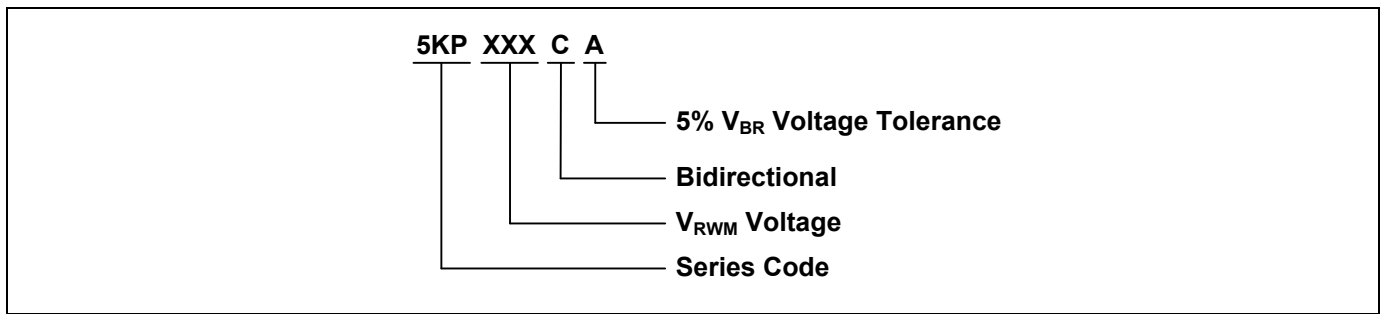 5KP XXX C A
5% VBR Voltage Tolerance
Bidirectional
VRWM Voltage
Series Code